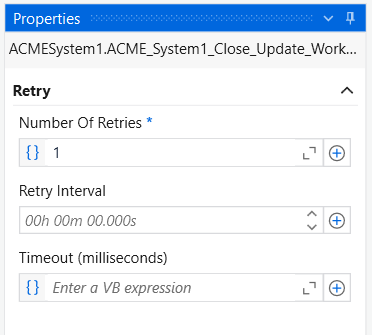 Properties
ACMESystem1.ACME_System1_Close_Update_Work...
Retry
Number Of Retries *
{} 1
Retry Interval
00h 00m 00.000s
Timeout (milliseconds)
{} Enter a VB expression